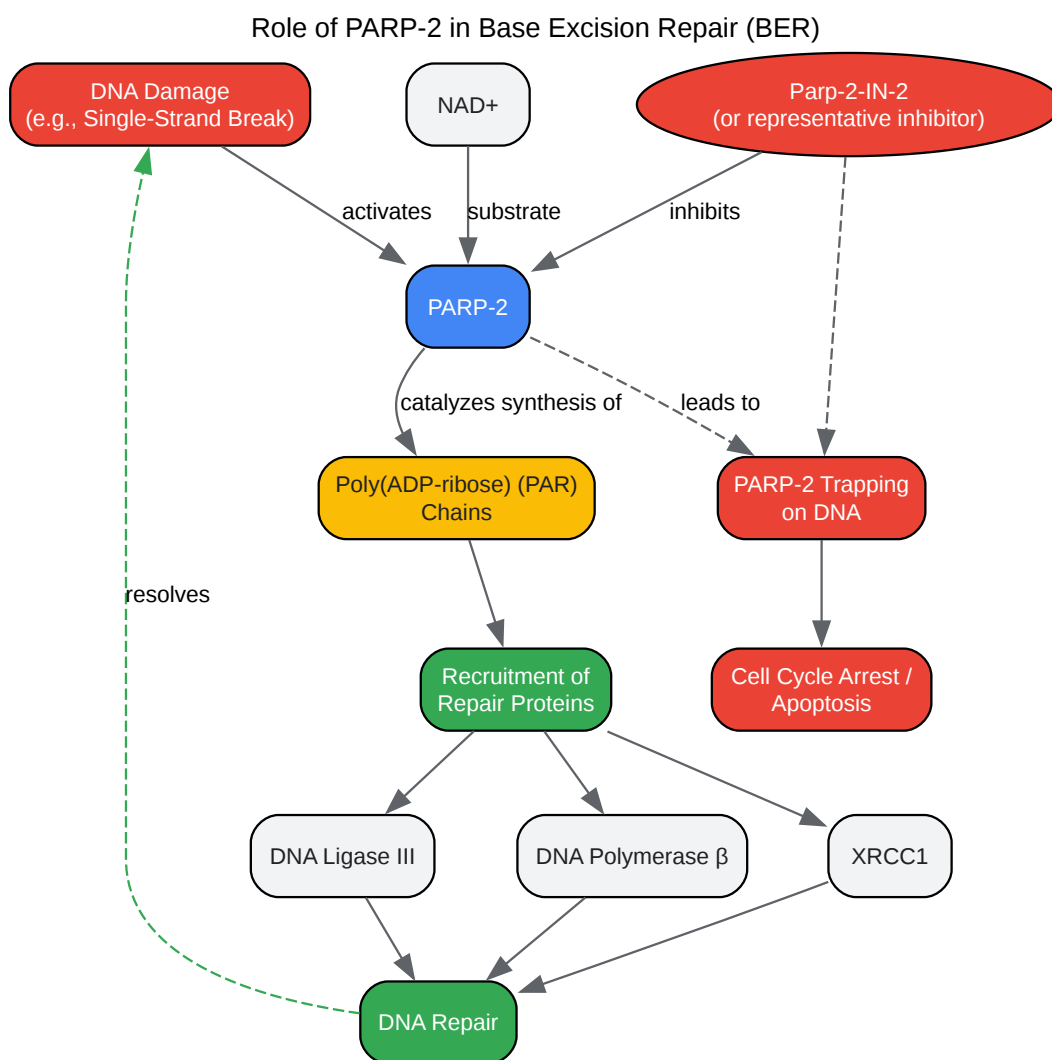 Role of PARP-2 in Base Excision Repair (BER)
DNA Damage
(e.g., Single-Strand Break)
NAD+
Parp-2-IN-2
(or representative inhibitor)
activates
substrate
inhibits
PARP-2
catalyzes synthesis of
leads to
Poly(ADP-ribose) (PAR)
Chains
PARP-2 Trapping
on DNA
resolves
Recruitment of
Repair Proteins
Cell Cycle Arrest /
Apoptosis
DNA Ligase III
DNA Polymerase β
XRCC1
DNA Repair